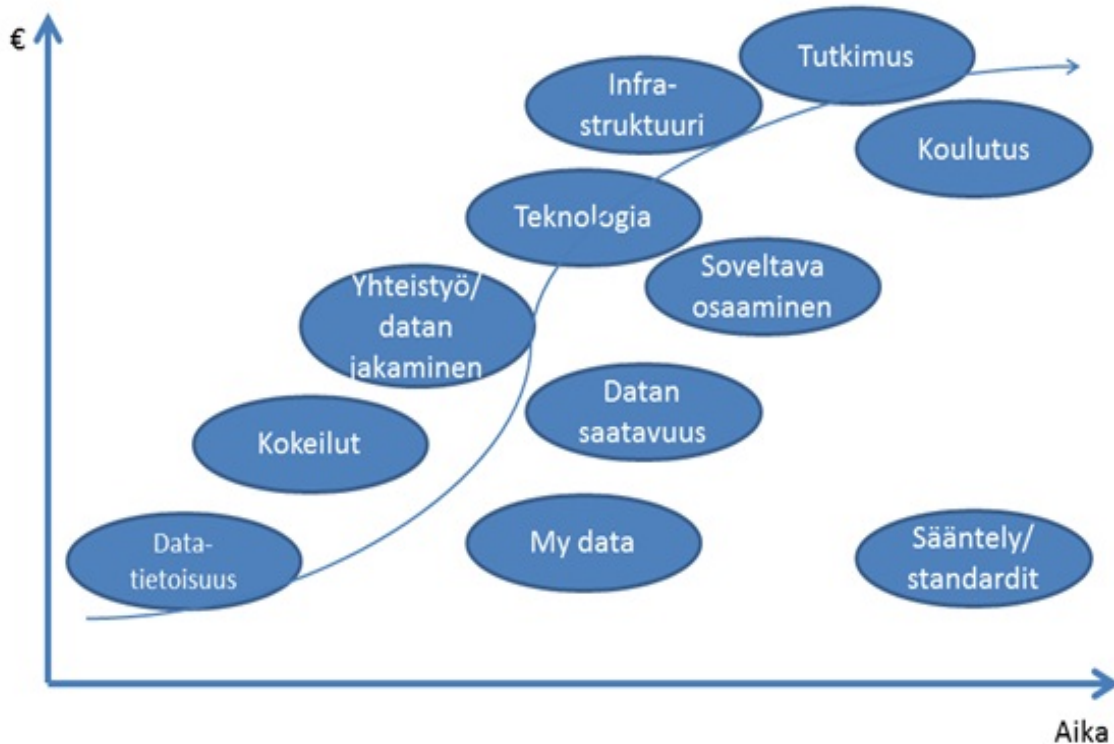 €
Tutkimus
Infra-
struktuuri
Koulutus
Teknologia
Soveltava
osaaminen
Yhteistyö/
datan
jakaminen
Datan
saatavuus
Kokeilut
Data-
tietoisuus
My data
Sääntely/
standardit
Aika